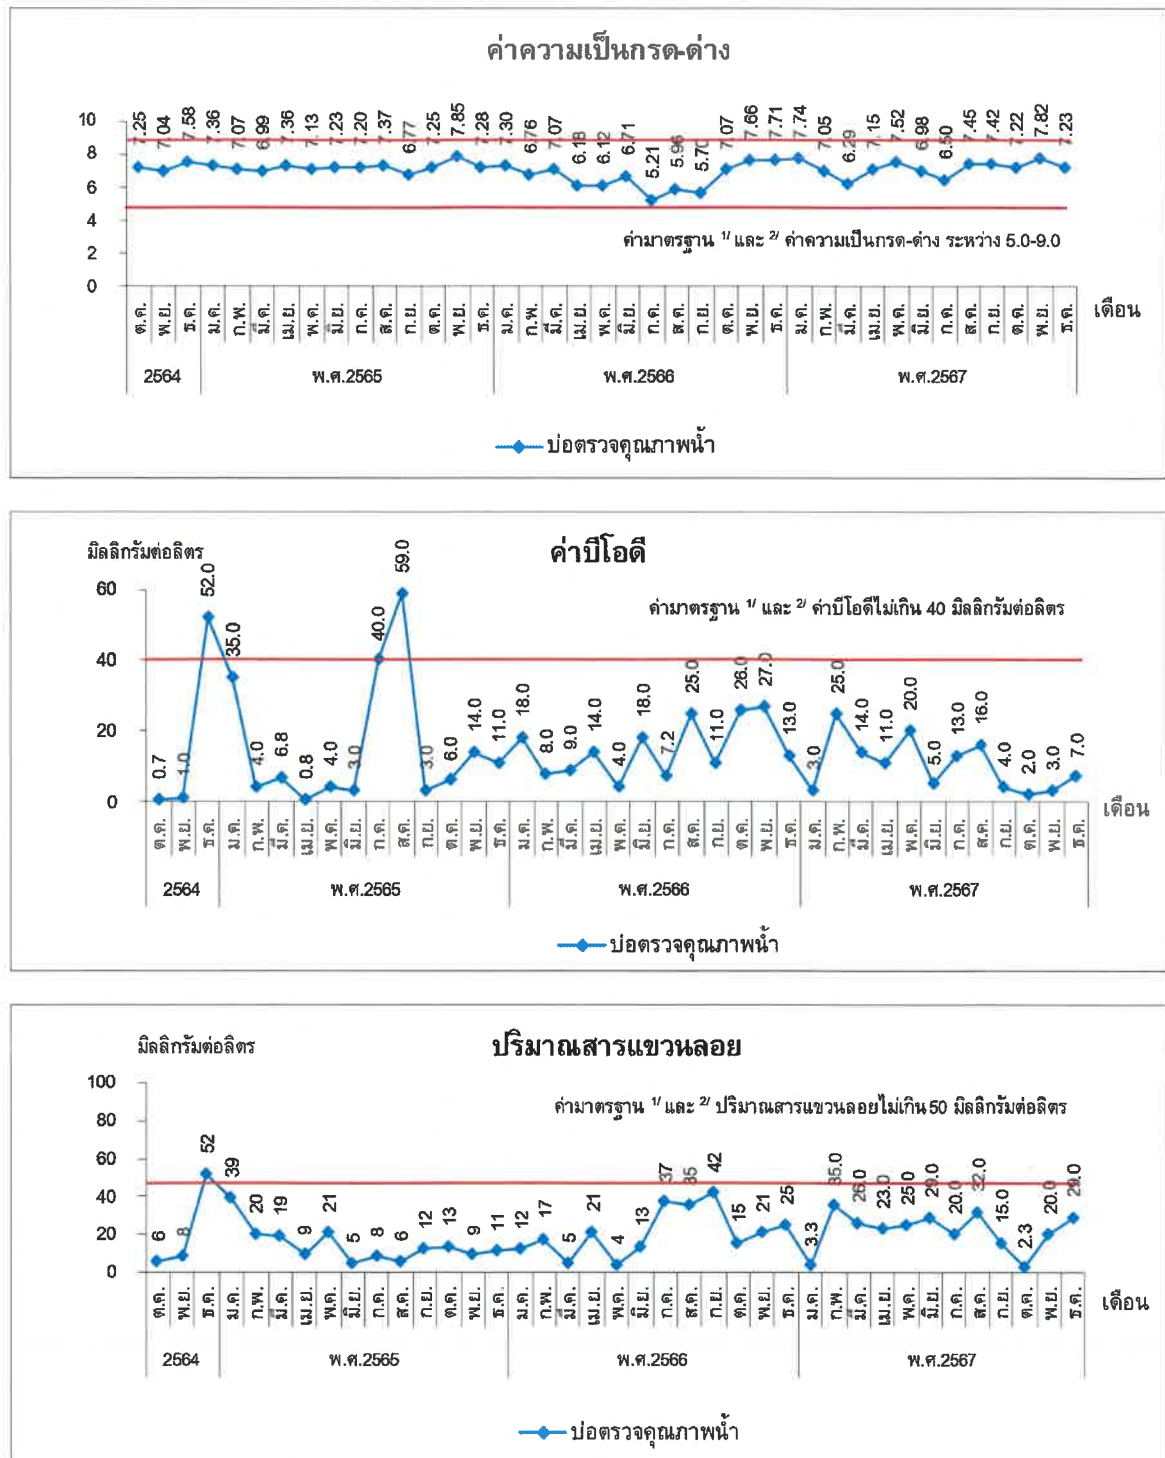 ค่าความเป็นกรด-ด่าง
7.25 7.04 7.58 7.36 7.07 6.99 7.36 7.13 7.23 7.20 7.37 6.77 7.25 7.85 7.28 7.30 6.76 7.07 6.18 6.12 6.71 5.21 5.96 5.70 7.07 7.66 7.71 7.74 7.05 6.29 7.15 7.52 6.98 6.50 7.45 7.42 7.22 7.82 7.23
10
8
6
4
2
0
ค่ามาตรฐาน 1/ และ 2/ ค่าความเป็นกรด-ด่าง ระหว่าง 5.0-9.0
ต.ค. พ.ย. ธ.ค. ม.ค. ก.พ. มี.ค. เม.ย. พ.ค. มิ.ย. ก.ค. ส.ค. ก.ย. ต.ค. พ.ย. ธ.ค. ม.ค. ก.พ. มี.ค. เม.ย. พ.ค. มิ.ย. ก.ค. ส.ค. ก.ย. ต.ค. พ.ย. ธ.ค. ม.ค. ก.พ. มี.ค. เม.ย. พ.ค. มิ.ย. ก.ค. ส.ค. ก.ย. ต.ค. พ.ย. ธ.ค. เดือน
2564 พ.ศ.2565 พ.ศ.2566 พ.ศ.2567
บ่อตรวจคุณภาพน้ำ
มิลลิกรัมต่อลิตร ค่าบีโอดี
ค่ามาตรฐาน 1/ และ 2/ ค่าบีโอดีไม่เกิน 40 มิลลิกรัมต่อลิตร
60
40
20
0
0.7 1.0 52.0 35.0 4.0 6.8 0.8 4.0 3.0 40.0 59.0 3.0 6.0 14.0 11.0 18.0 8.0 9.0 14.0 4.0 18.0 7.2 25.0 11.0 26.0 27.0 13.0 3.0 25.0 14.0 11.0 20.0 5.0 13.0 16.0 4.0 2.0 3.0 7.0
ต.ค. พ.ย. ธ.ค. ม.ค. ก.พ. มี.ค. เม.ย. พ.ค. มิ.ย. ก.ค. ส.ค. ก.ย. ต.ค. พ.ย. ธ.ค. ม.ค. ก.พ. มี.ค. เม.ย. พ.ค. มิ.ย. ก.ค. ส.ค. ก.ย. ต.ค. พ.ย. ธ.ค. ม.ค. ก.พ. มี.ค. เม.ย. พ.ค. มิ.ย. ก.ค. ส.ค. ก.ย. ต.ค. พ.ย. ธ.ค. เดือน
2564 พ.ศ.2565 พ.ศ.2566 พ.ศ.2567
บ่อตรวจคุณภาพน้ำ
มิลลิกรัมต่อลิตร ปริมาณสารแขวนลอย
ค่ามาตรฐาน 1/ และ 2/ ปริมาณสารแขวนลอยไม่เกิน 50 มิลลิกรัมต่อลิตร
100
80
60
40
20
0
6 8 52 39 20 19 9 21 5 8 6 12 13 9 11 12 17 5 21 4 13 37 35 42 15 21 25 3.3 35.0 26.0 23.0 25.0 29.0 20.0 32.0 15.0 2.3 20.0 29.0
ต.ค. พ.ย. ธ.ค. ม.ค. ก.พ. มี.ค. เม.ย. พ.ค. มิ.ย. ก.ค. ส.ค. ก.ย. ต.ค. พ.ย. ธ.ค. ม.ค. ก.พ. มี.ค. เม.ย. พ.ค. มิ.ย. ก.ค. ส.ค. ก.ย. ต.ค. พ.ย. ธ.ค. ม.ค. ก.พ. มี.ค. เม.ย. พ.ค. มิ.ย. ก.ค. ส.ค. ก.ย. ต.ค. พ.ย. ธ.ค. เดือน
2564 พ.ศ.2565 พ.ศ.2566 พ.ศ.2567
บ่อตรวจคุณภาพน้ำ